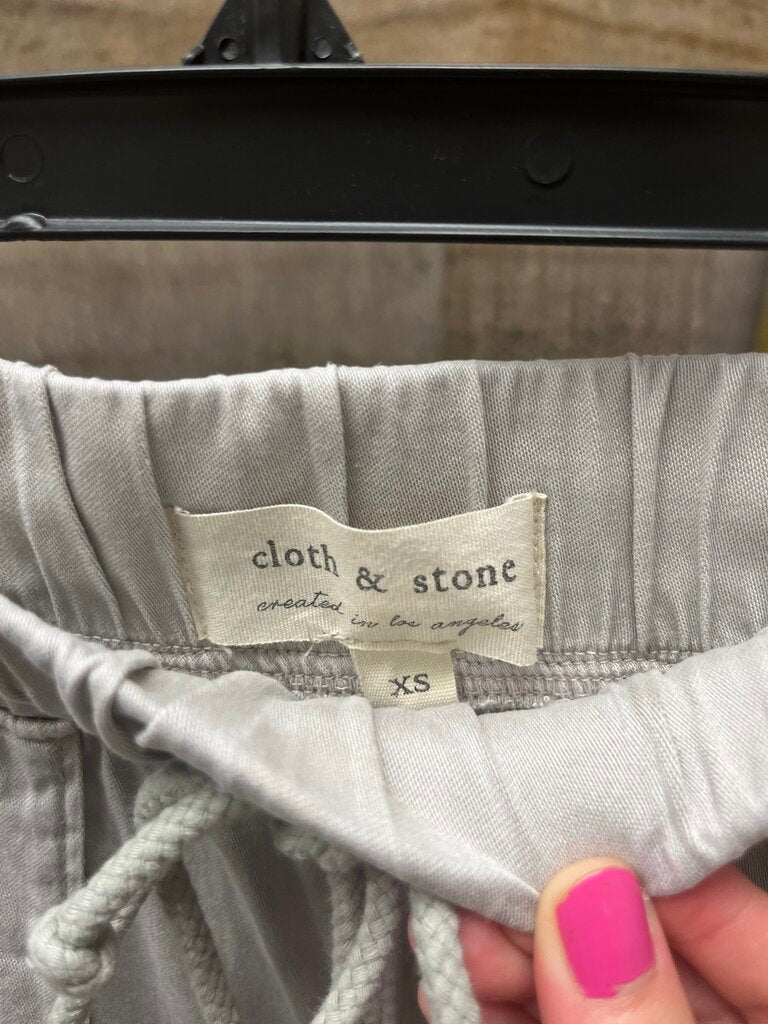 cloth & stone
created in los angeles
XS